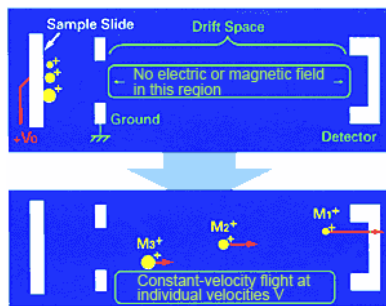 Sample Slide
Drift Space
No electric or magnetic field
in this region
+
+
+
+V₀
Ground
Detector
M₁⁺
M₂⁺
M₃⁺
+
+
+
Constant-velocity flight at
individual velocities V